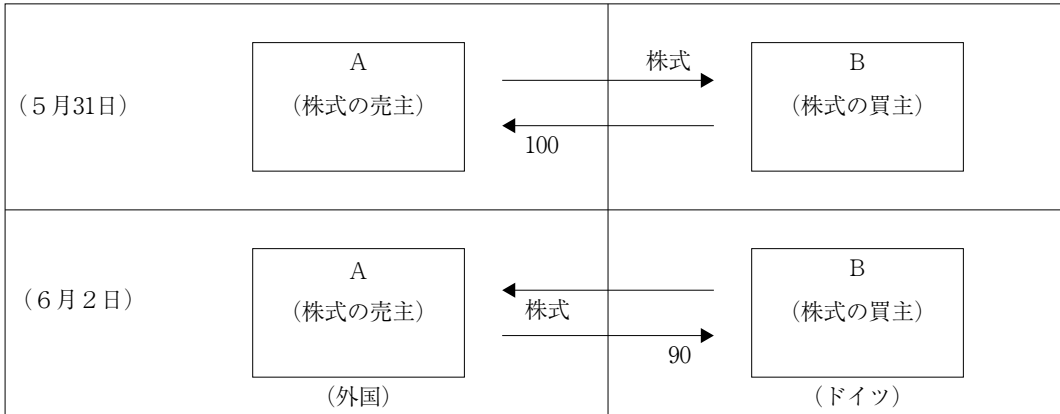 A
(株式の売主)
株式
100
B
(株式の買主)
(5月31日)
A
(株式の売主)
株式
90
B
(株式の買主)
(6月2日)
(外国)
(ドイツ)